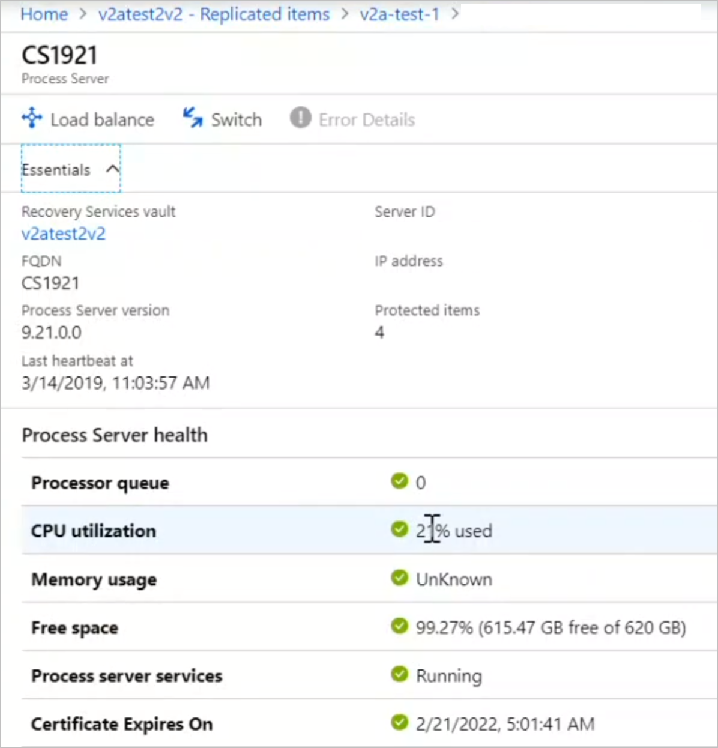 Home > v2atest2v2 - Replicated items > v2a-test-1 >
CS1921
Process Server
Load balance Switch Error Details
Essentials
Recovery Services vault Server ID
v2atest2v2
FQDN IP address
CS1921
Process Server version Protected items
9.21.0.0 4
Last heartbeat at
3/14/2019, 11:03:57 AM
Process Server health
Processor queue 0
CPU utilization used
Memory usage UnKnown
Free space 99.27% (615.47 GB free of 620 GB)
Process server services Running
Certificate Expires On 2/21/2022, 5:01:41 AM